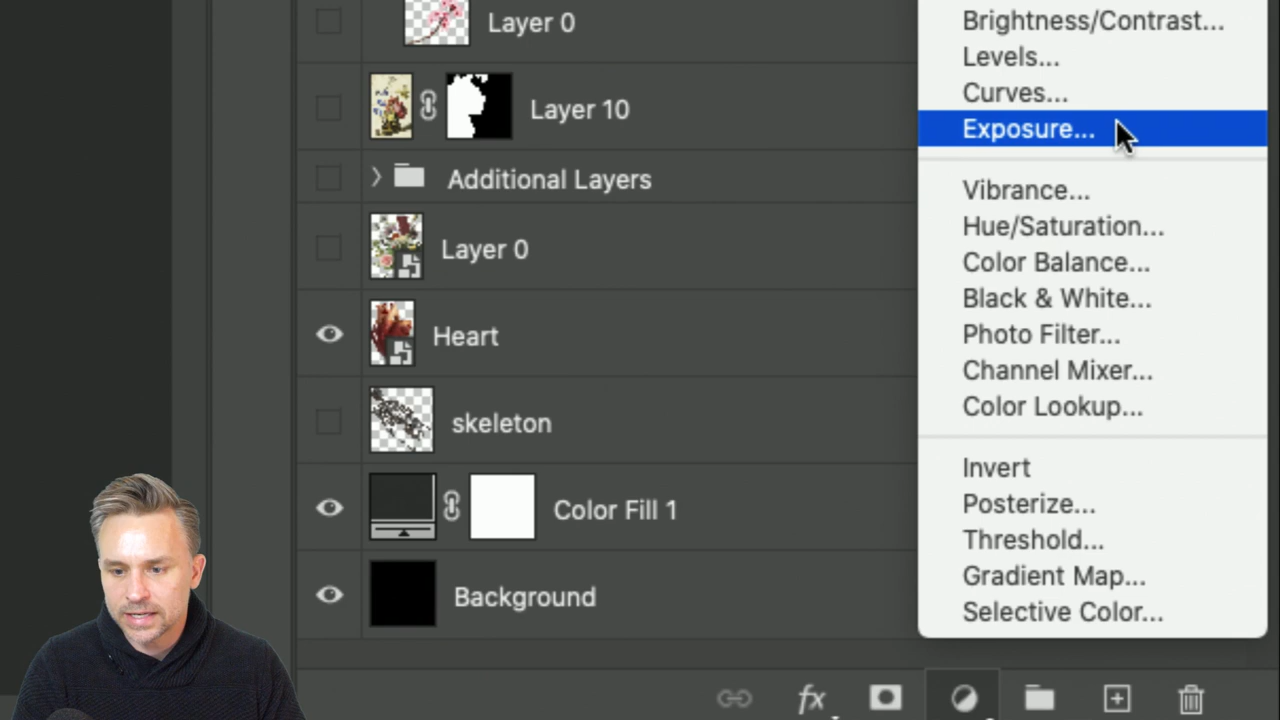 Layer 0
Layer 10
Additional Layers
Layer 0
Heart
skeleton
Color Fill 1
Background
Brightness/Contrast...
Levels...
Curves...
Exposure...
Vibrance...
Hue/Saturation...
Color Balance...
Black & White...
Photo Filter...
Channel Mixer...
Color Lookup...
Invert
Posterize...
Threshold...
Gradient Map...
Selective Color...
fx